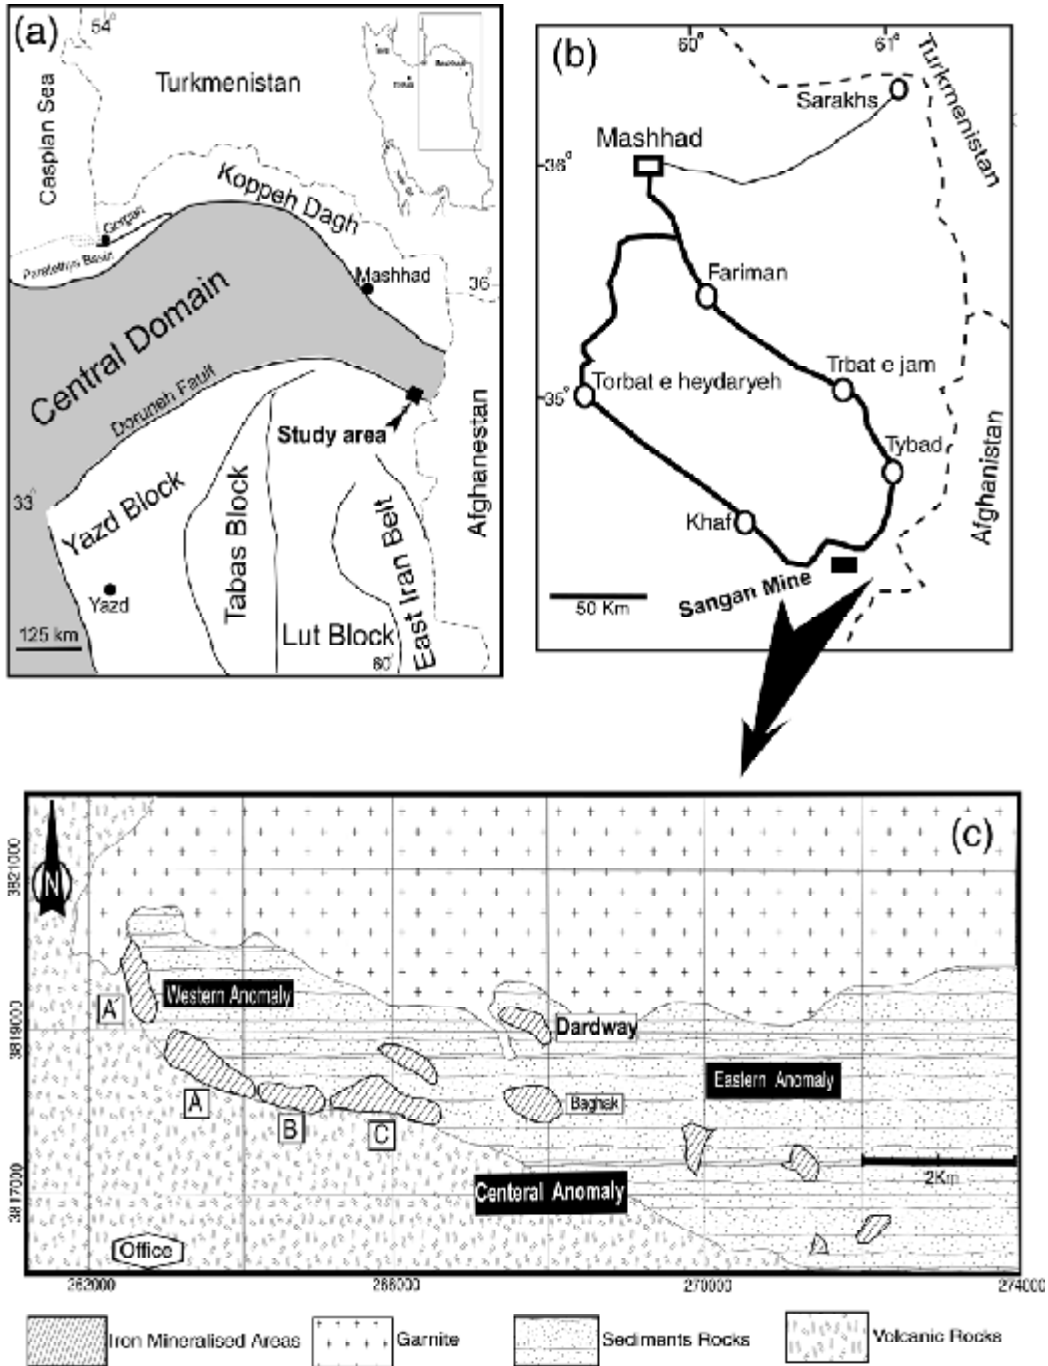 (a)
54°
Turkmenistan
Caspian Sea
Koppeh Dagh
Gorgan
Paratethys Basin
Mashhad
36°
Central Domain
Doruneh Fault
Study area
33°
Yazd Block
Tabas Block
Lut Block
East Iran Belt
Afghanestan
Yazd
125 km
60°
(b)
60°
61°
Turkmenistan
Sarakhs
Mashhad
36°
Fariman
Trbat e jam
35°
Torbat e heydaryeh
Tybad
Khaf
Afghanistan
Sangan Mine
50 Km
(c)
N
3821000
3819000
3817000
Western Anomaly
A'
A
B
C
Dardway
Baghak
Eastern Anomaly
Centeral Anomaly
2Km
Office
262000
266000
270000
274000
Iron Mineralised Areas
Garnite
Sediments Rocks
Volcanic Rocks